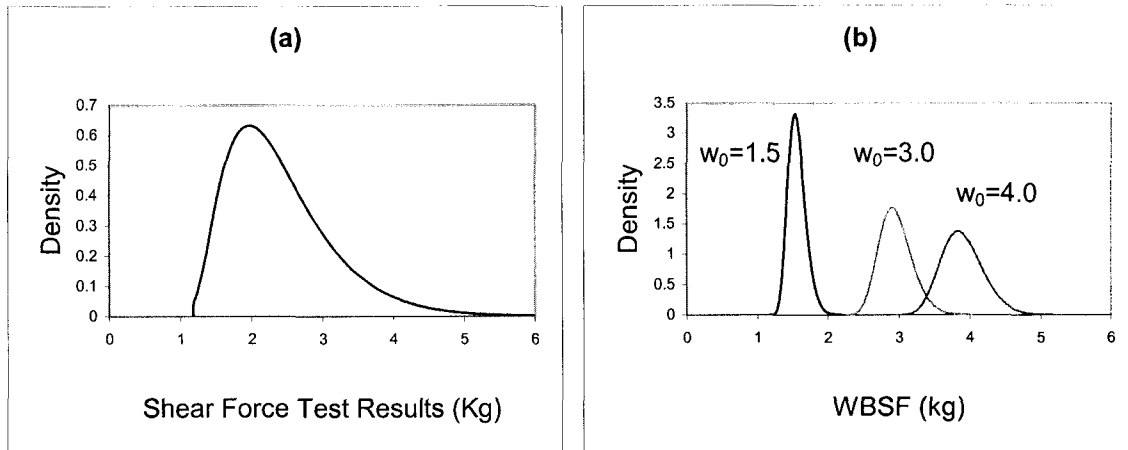 (a)
0.7
0.6
0.5
0.4
0.3
0.2
0.1
0
Density
0 1 2 3 4 5 6
Shear Force Test Results (Kg)
(b)
3.5
3
2.5
2
1.5
1
0.5
0
Density
w₀=1.5
w₀=3.0
w₀=4.0
0 1 2 3 4 5 6
WBSF (kg)